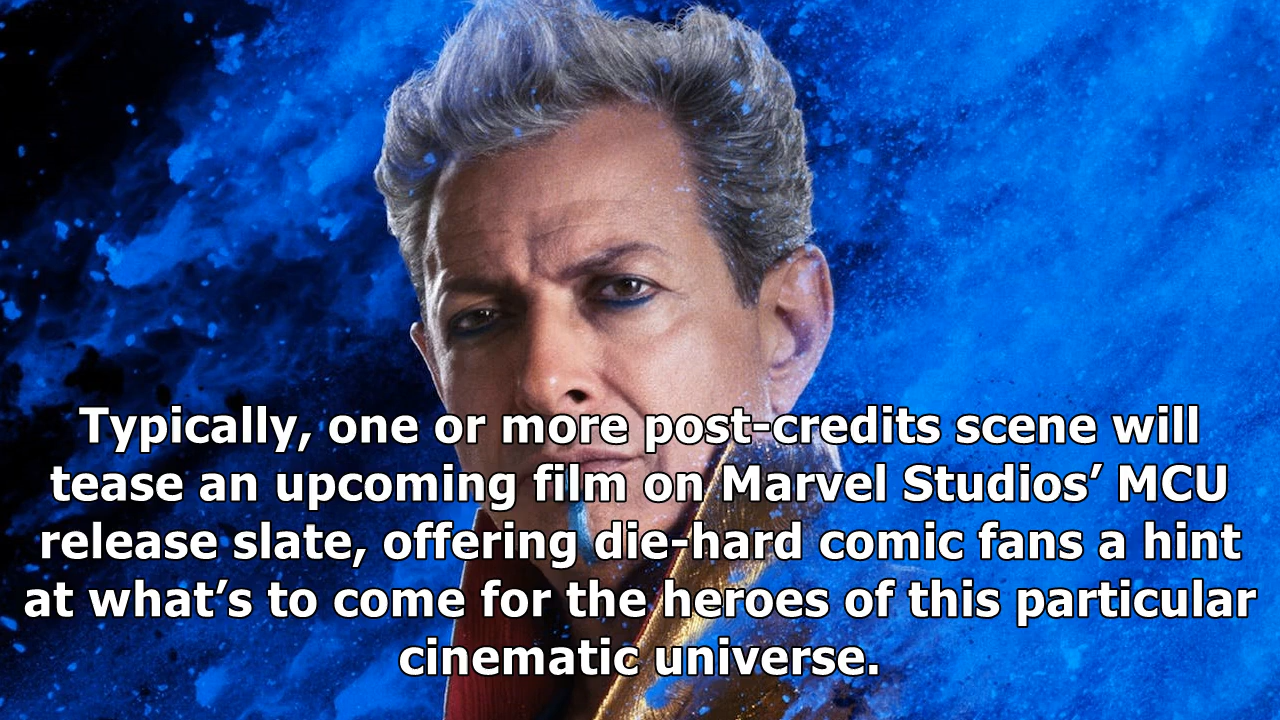 Typically, one or more post-credits scene will
tease an upcoming film on Marvel Studios’ MCU
release slate, offering die-hard comic fans a hint
at what’s to come for the heroes of this particular
cinematic universe.